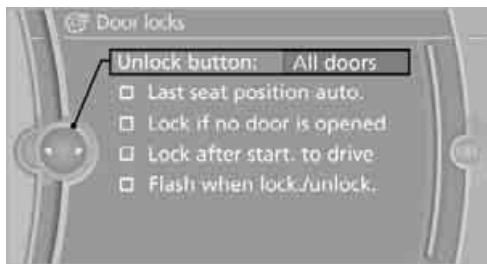 Door locks
Unlock button: All doors
Last seat position auto.
Lock if no door is opened
Lock after start. to drive
Flash when lock./unlock.